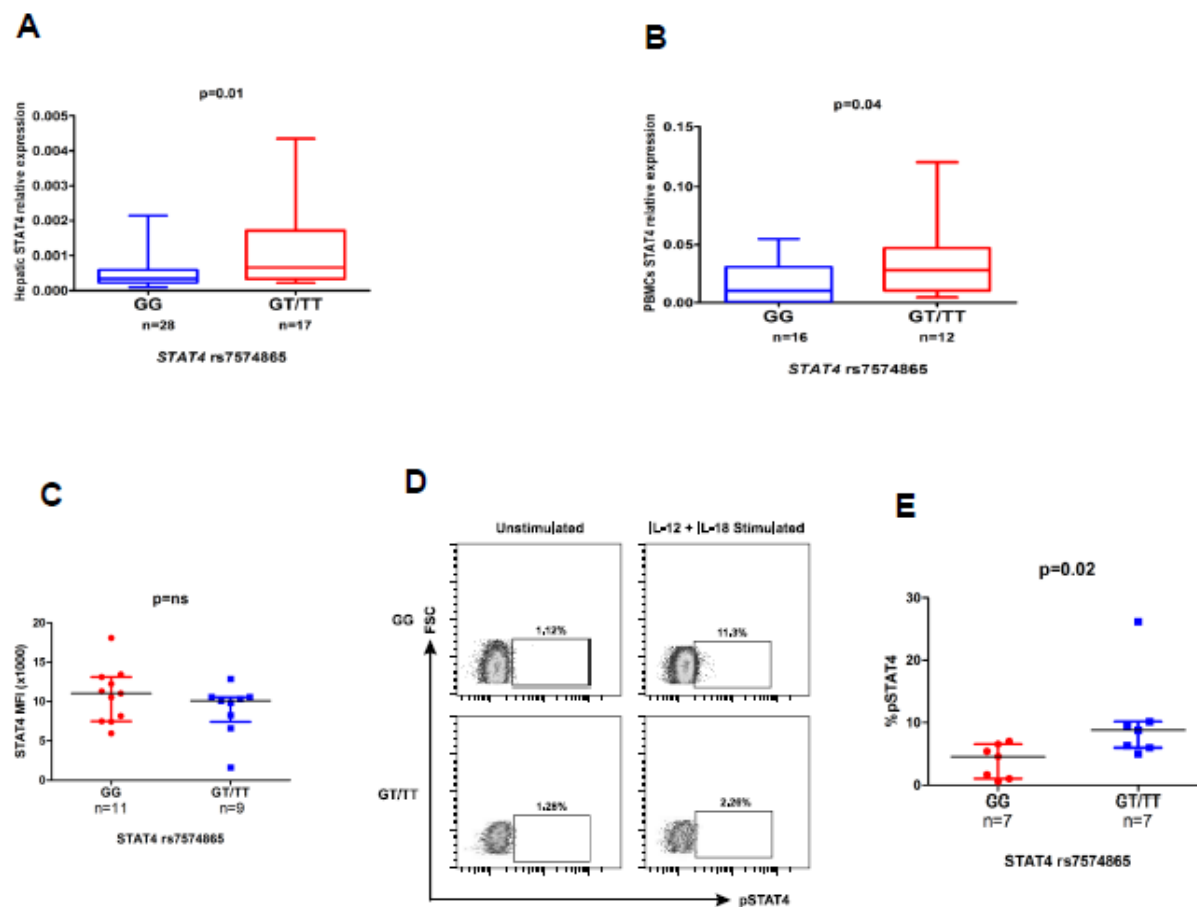 A
p=0.01
Hepatic STAT4 relative expression
0.005
0.004
0.003
0.002
0.001
0.000
GG
GT/TT
n=28
n=17
STAT4 rs7574865
B
p=0.04
PBMCs STAT4 relative expression
0.15
0.10
0.05
0.00
GG
GT/TT
n=16
n=12
STAT4 rs7574865
C
p=ns
STAT4 MFI (x1000)
20
15
10
5
0
GG
GT/TT
n=11
n=9
STAT4 rs7574865
D
Unstimulated
IL-12 + IL-18 Stimulated
FSC
GG
1.12%
11.3%
GT/TT
1.25%
2.26%
pSTAT4
E
p=0.02
%pSTAT4
30
20
10
0
GG
GT/TT
n=7
n=7
STAT4 rs7574865